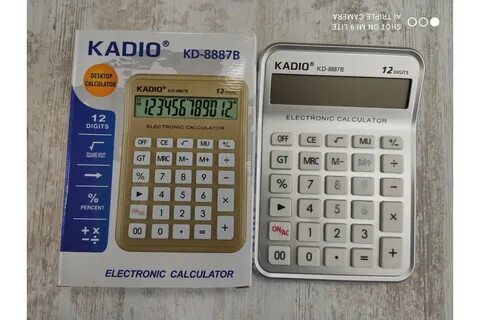 KADIO®
KD-8887B
DESKTOP
CALCULATOR
12
DIGITS
√
SQUARE ROOT
→
%
PERCENT
+ ×
− ÷
ELECTRONIC CALCULATOR
KADIO® KD-8887B 12 DIGITS
123456789012
ELECTRONIC CALCULATOR
OFF CE √ MU ÷
GT MRC M− M+ ×
% 7 8 9 −
▶ 4 5 6
ON/AC 1 2 3 +
00 0 • =
KADIO® KD-8887B 12 DIGITS
ELECTRONIC CALCULATOR
OFF CE √ MU
GT MRC M− M+ ÷
% 7 8 9 ×
▶ 4 5 6 −
ON/AC 1 2 3 +
00 0 • =
SHOT ON MI 9 LITE
AI TRIPLE CAMERA